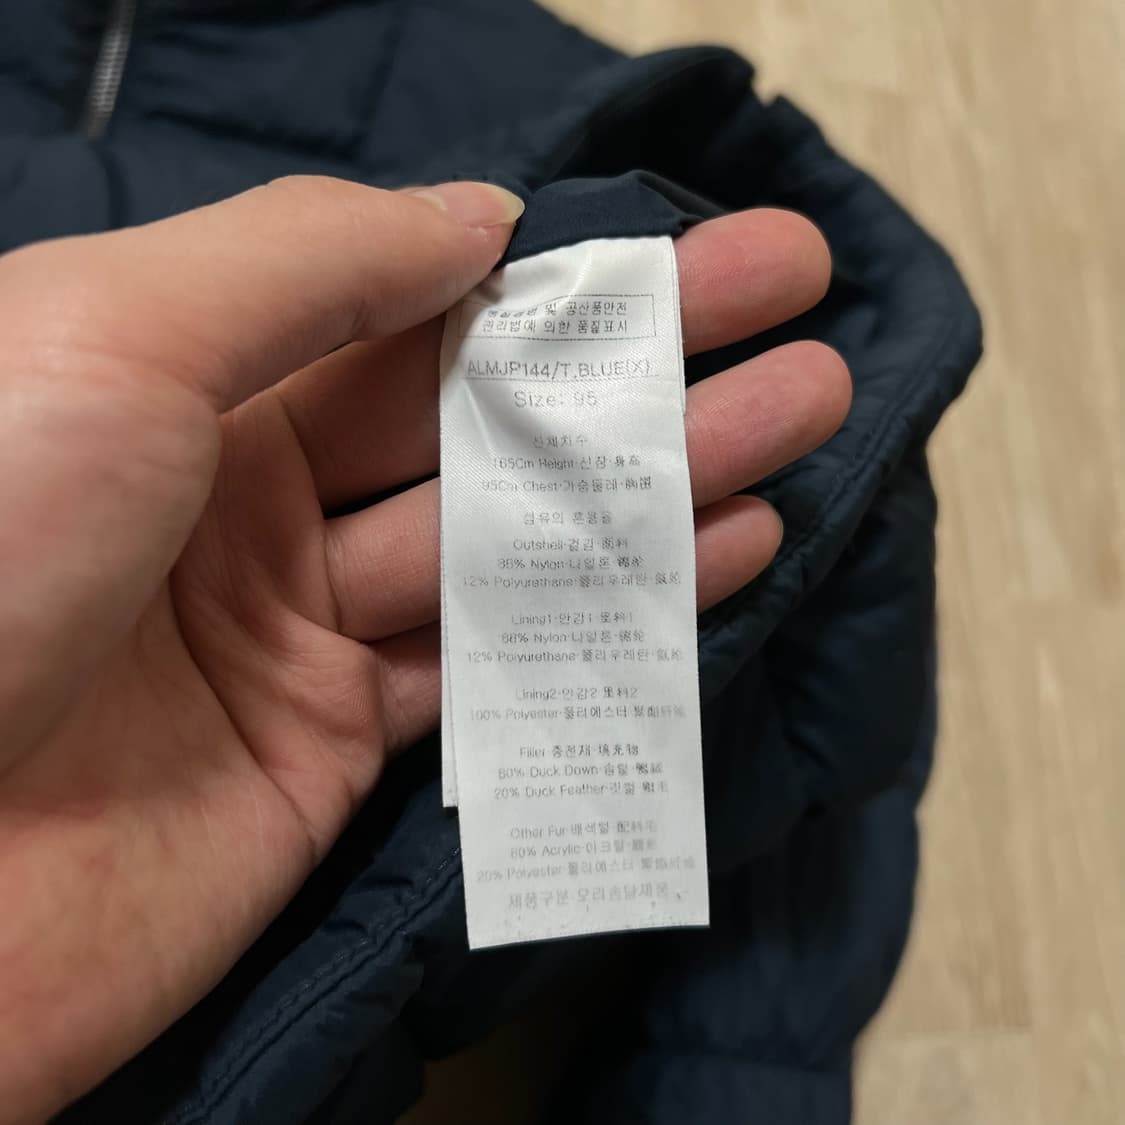 및 공산품안전
관리법에 의한 품질표시
ALMJP144/T.BLUE(X)
Size: 95
신체치수
165Cm Height·신장·身高
95Cm Chest·가슴둘레·胸围
섬유의 혼용율
Outshell·겉감·面料
88% Nylon·나일론·锦纶
12% Polyurethane·폴리우레탄·氨纶
Lining1·안감1·里料1
88% Nylon·나일론·锦纶
12% Polyurethane·폴리우레탄·氨纶
Lining2·안감2·里料2
100% Polyester·폴리에스터·聚酯纤维
Filler·충전재·填充物
80% Duck Down·솜털·鸭绒
20% Duck Feather·깃털·鸭毛
Other Fur·배색털·配料毛
80% Acrylic·아크릴·腈纶
20% Polyester·폴리에스터·聚酯纤维
제품구분 오리솜털제품